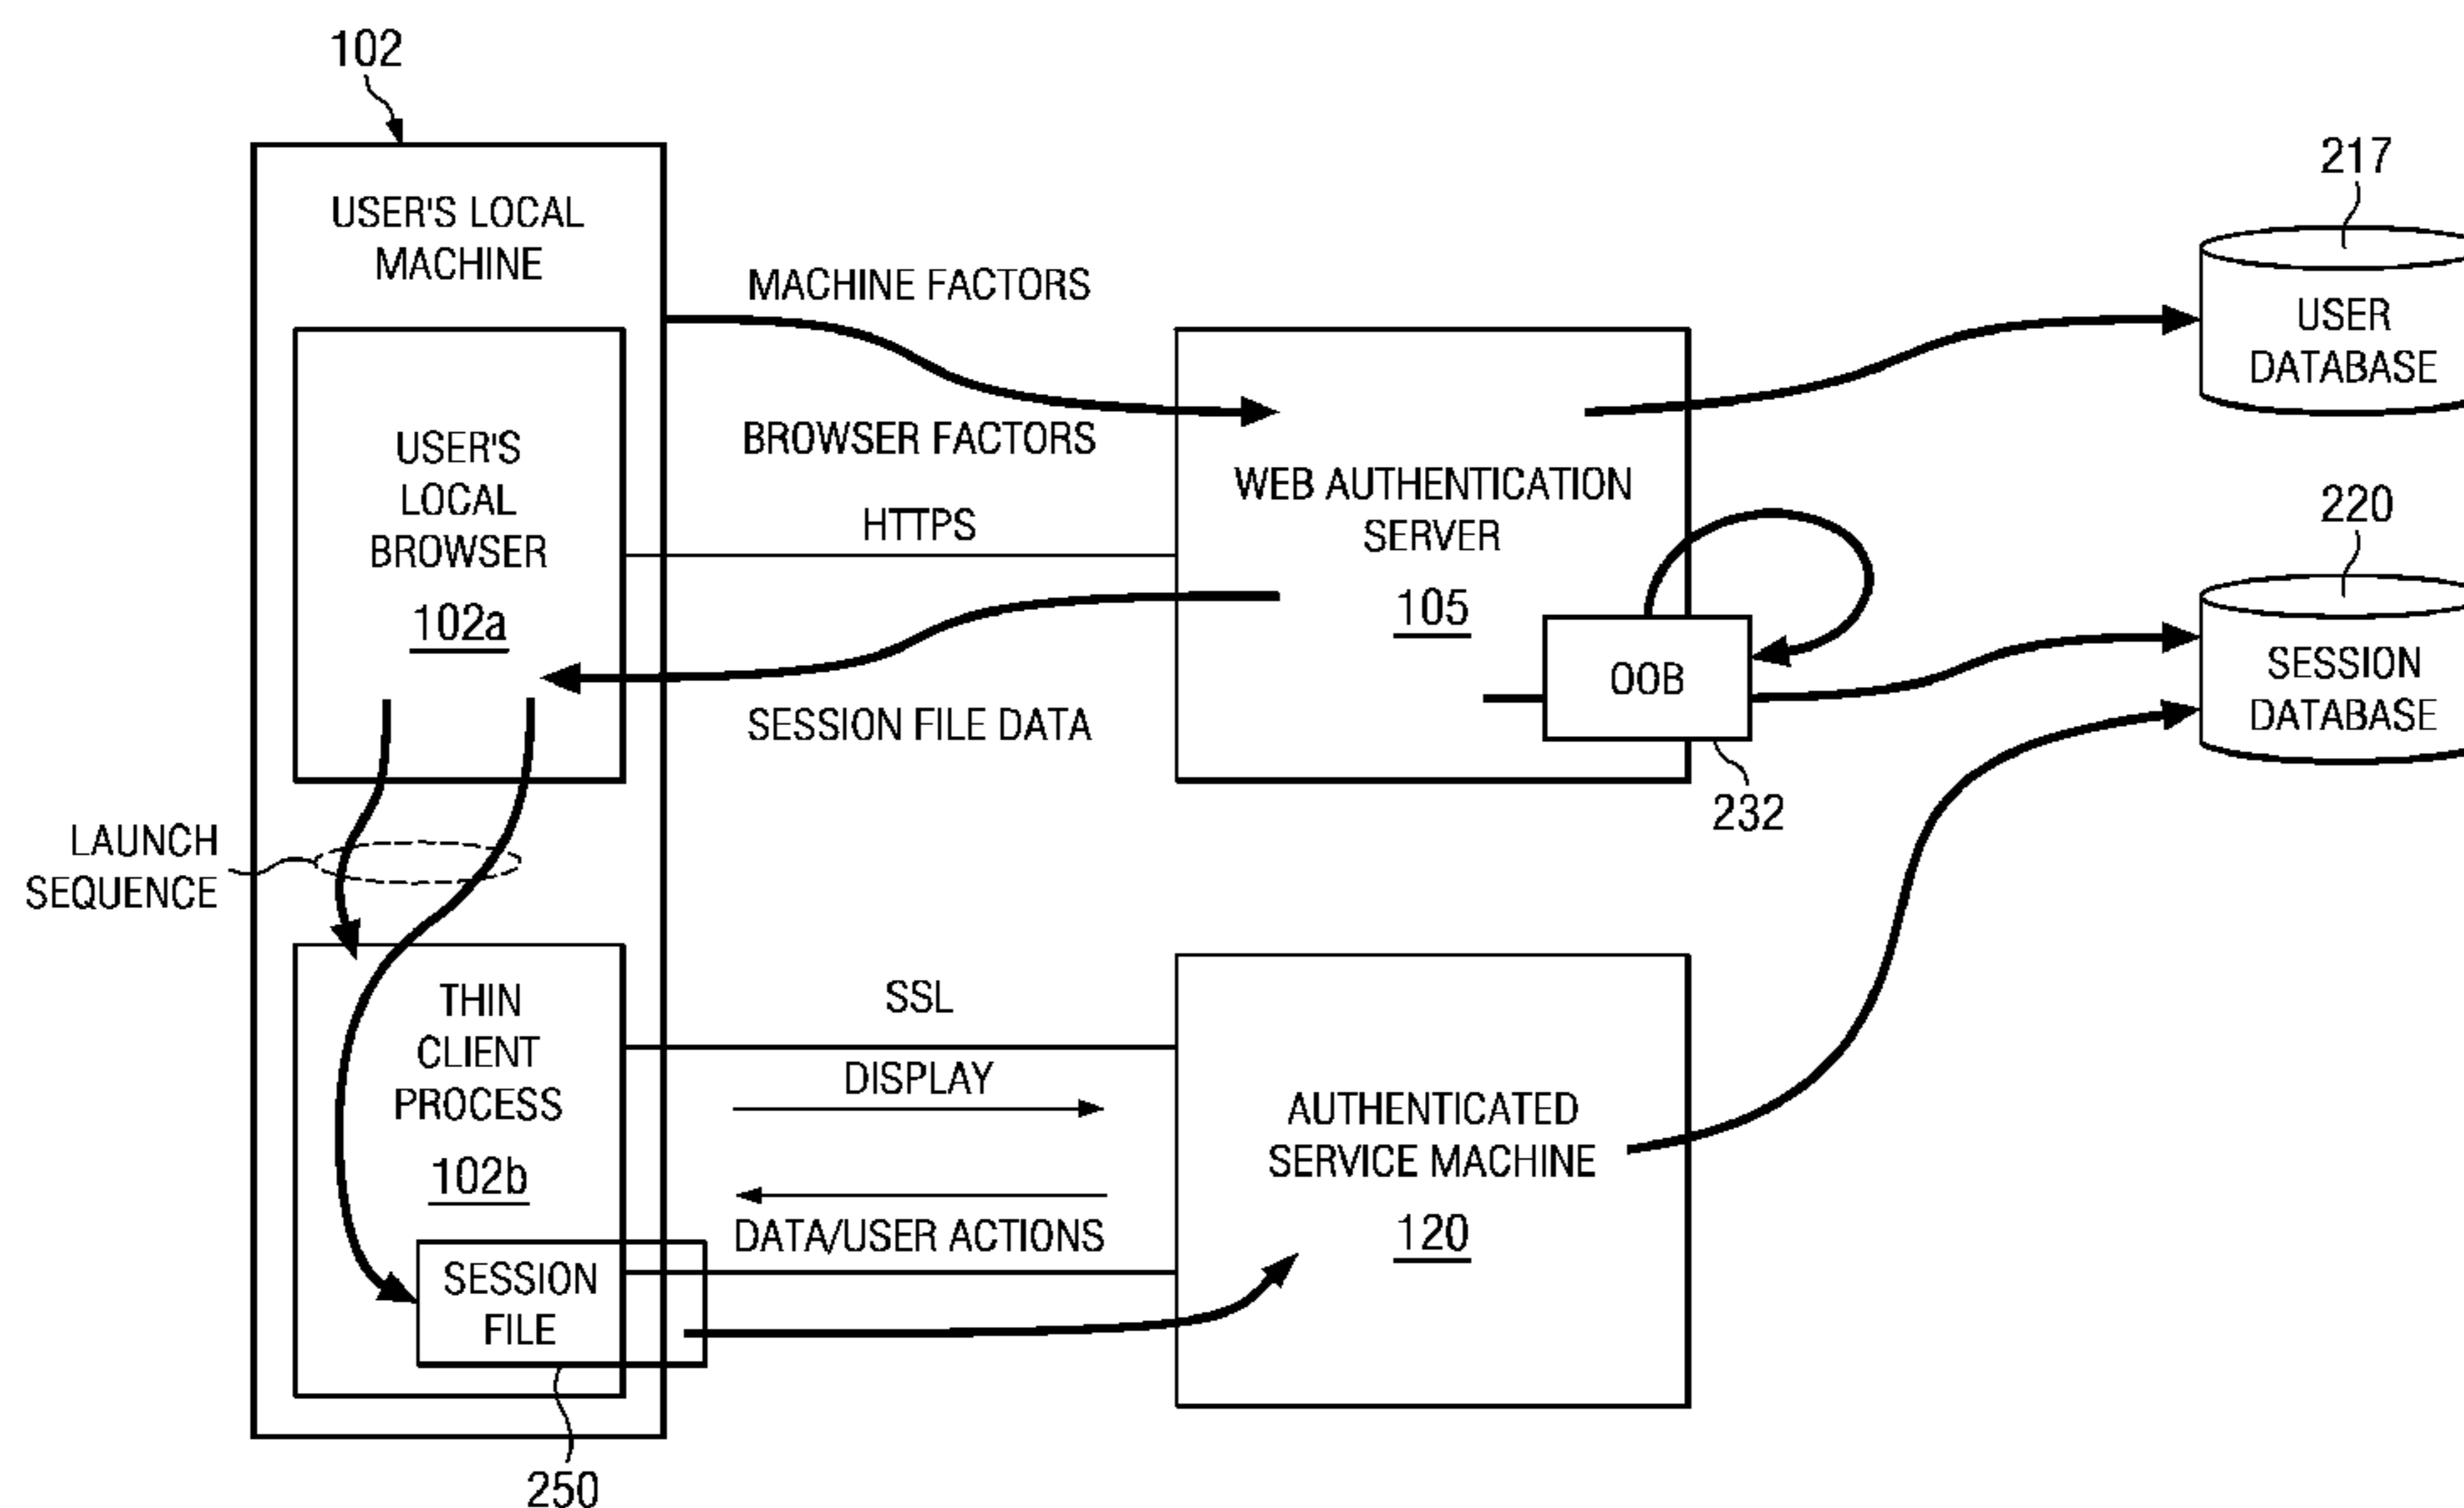 102
USER'S LOCAL
MACHINE
USER'S
LOCAL
BROWSER
102a
MACHINE FACTORS
BROWSER FACTORS
HTTPS
SESSION FILE DATA
WEB AUTHENTICATION
SERVER
105
OOB
232
217
USER
DATABASE
220
SESSION
DATABASE
LAUNCH
SEQUENCE
THIN
CLIENT
PROCESS
102b
SESSION
FILE
250
SSL
DISPLAY
DATA/USER ACTIONS
AUTHENTICATED
SERVICE MACHINE
120